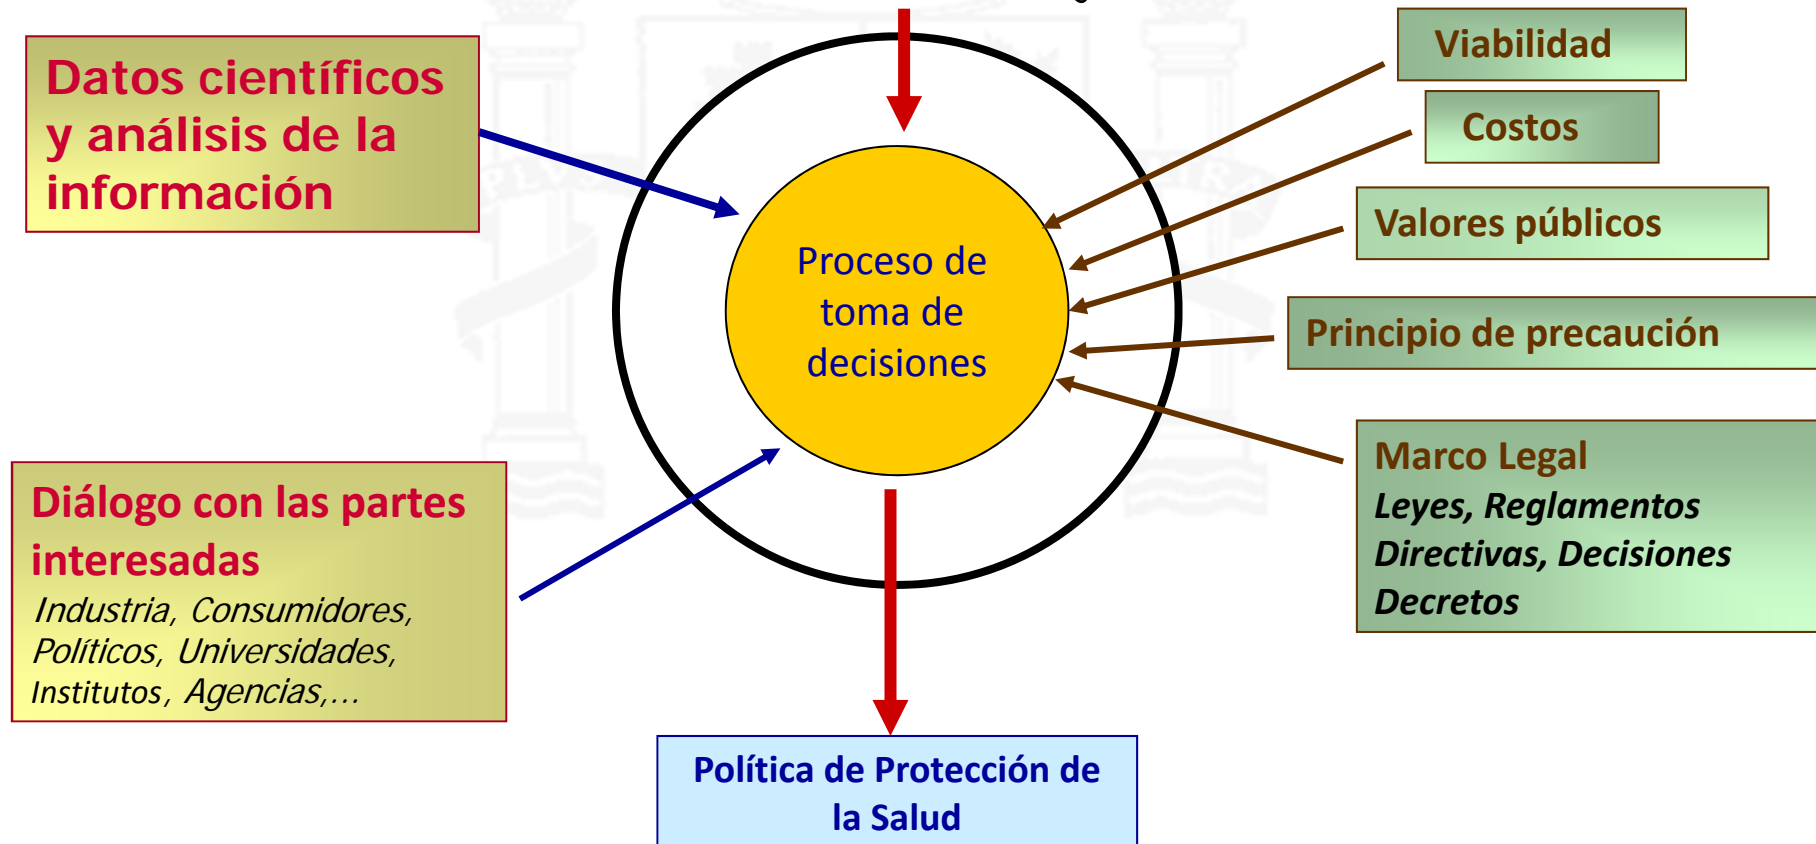 Datos científicos
y análisis de la
información
Diálogo con las partes
interesadas
Industria, Consumidores,
Políticos, Universidades,
Institutos, Agencias,...
Proceso de
toma de
decisiones
Viabilidad
Costos
Valores públicos
Principio de precaución
Marco Legal
Leyes, Reglamentos
Directivas, Decisiones
Decretos
Política de Protección de
la Salud